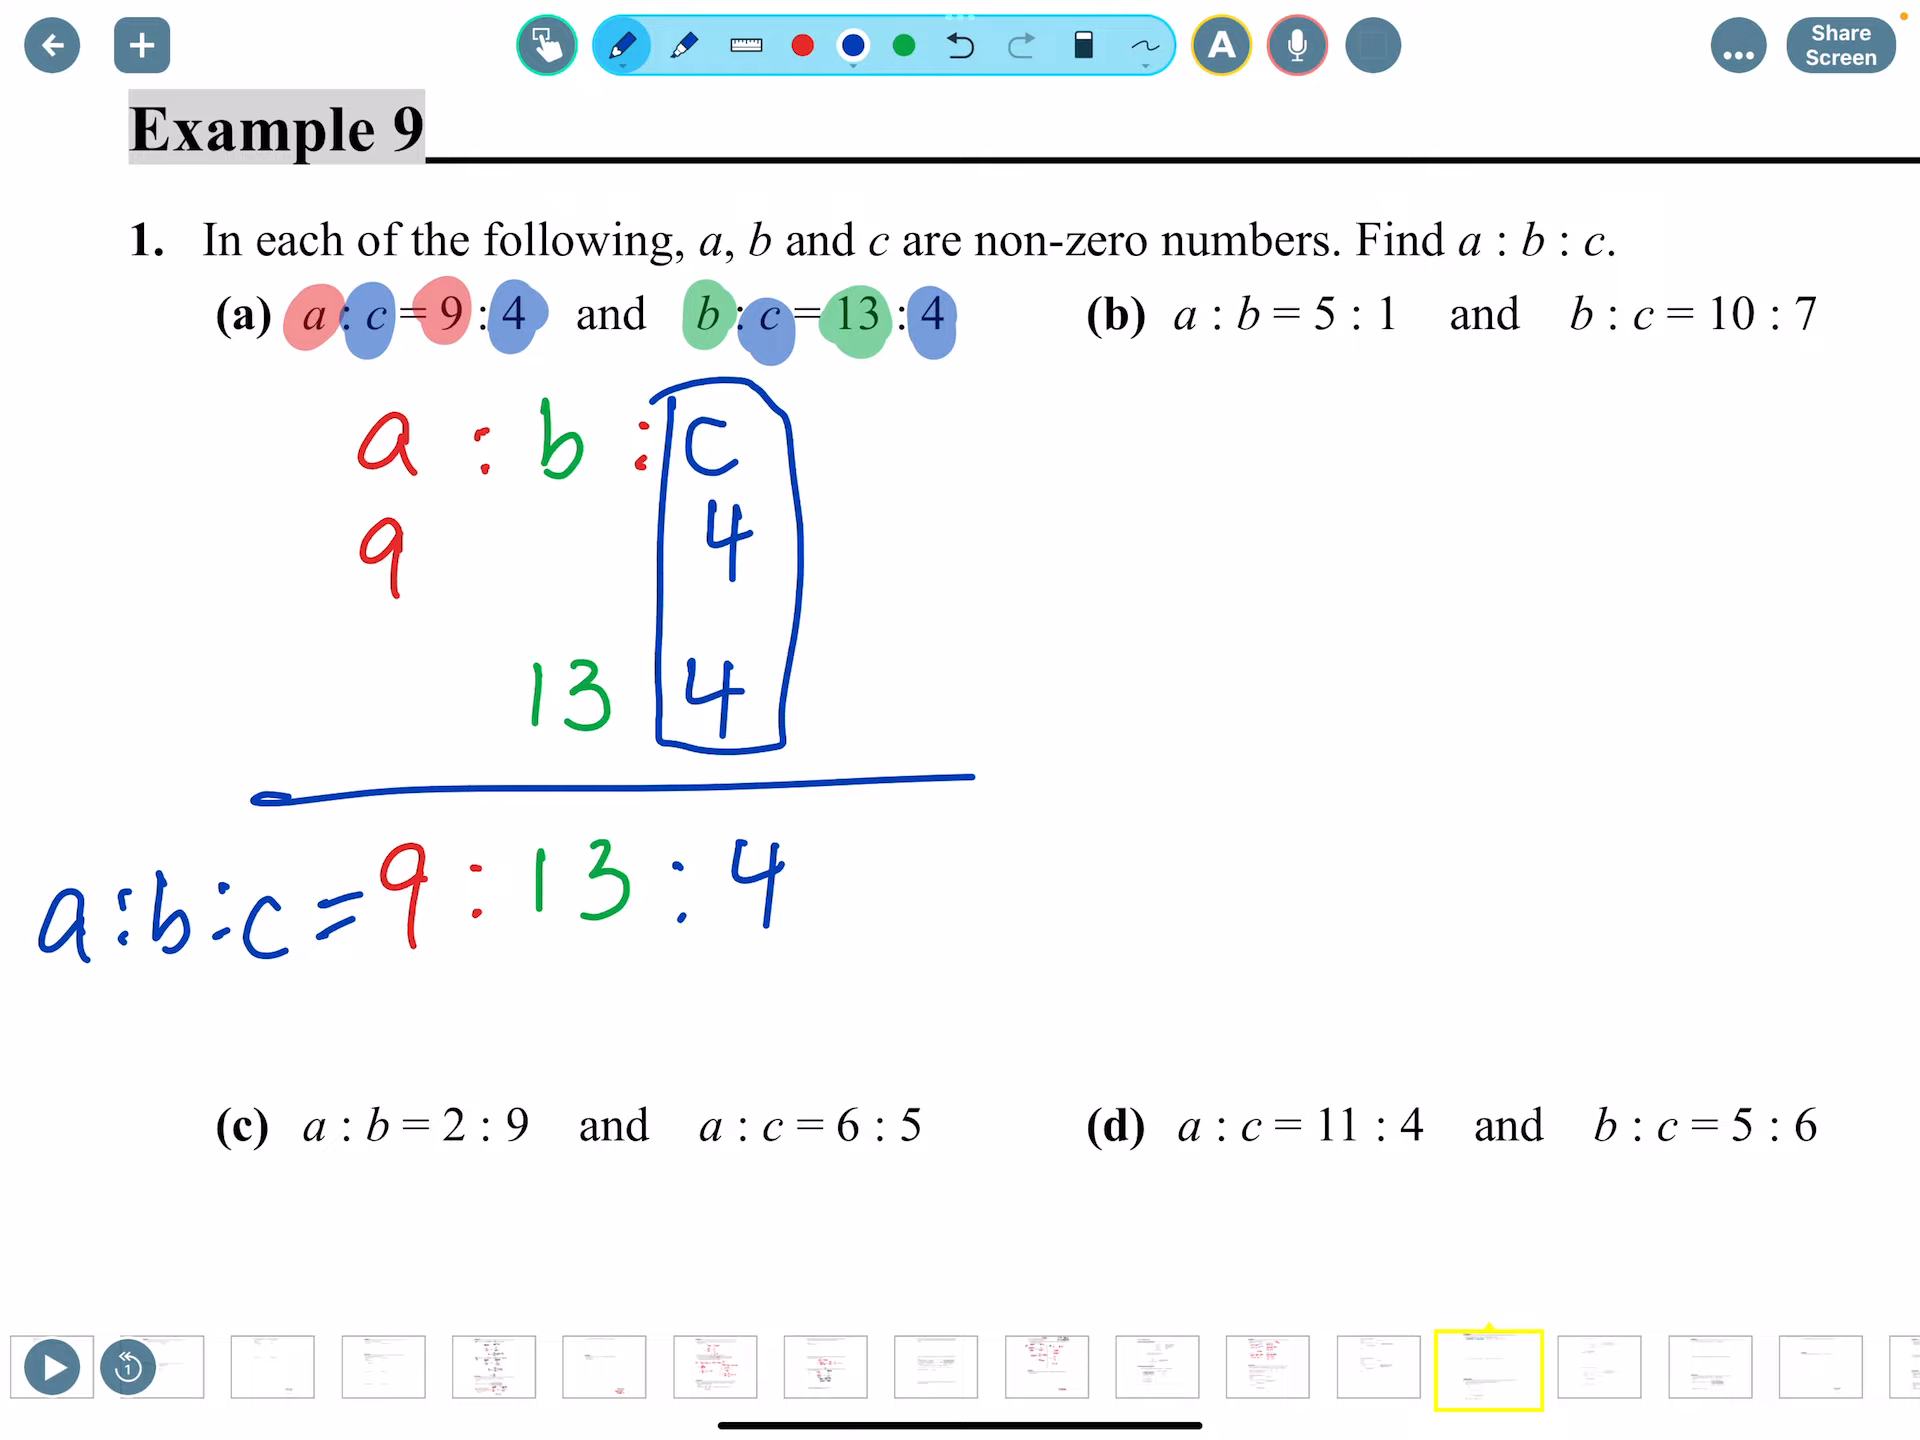 Share
Screen
A
Example 9
1. In each of the following, a, b and c are non-zero numbers. Find a : b : c.
(a) a : c = 9 : 4 and b : c = 13 : 4
(b) a : b = 5 : 1 and b : c = 10 : 7
a : b : c
9 4
13 4
a:b:c = 9 : 13 : 4
(c) a : b = 2 : 9 and a : c = 6 : 5
(d) a : c = 11 : 4 and b : c = 5 : 6
1